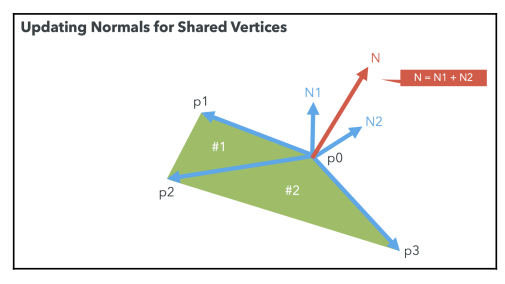 Updating Normals for Shared Vertices
N
N = N1 + N2
N1
p1
N2
#1
p0
p2
#2
p3